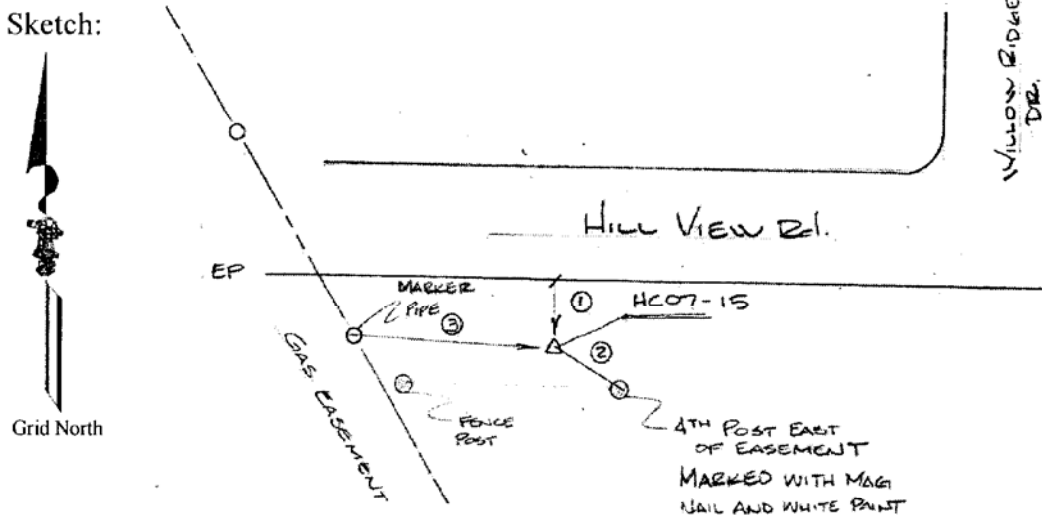 Sketch:
WILLOW RIDGE
DR.
HILL VIEW Rd.
EP
MARKER
PIPE
①
HC07-15
③
②
GAS EASEMENT
FENCE
POST
4TH POST EAST
OF EASEMENT
MARKED WITH MAG
NAIL AND WHITE PAINT
Grid North